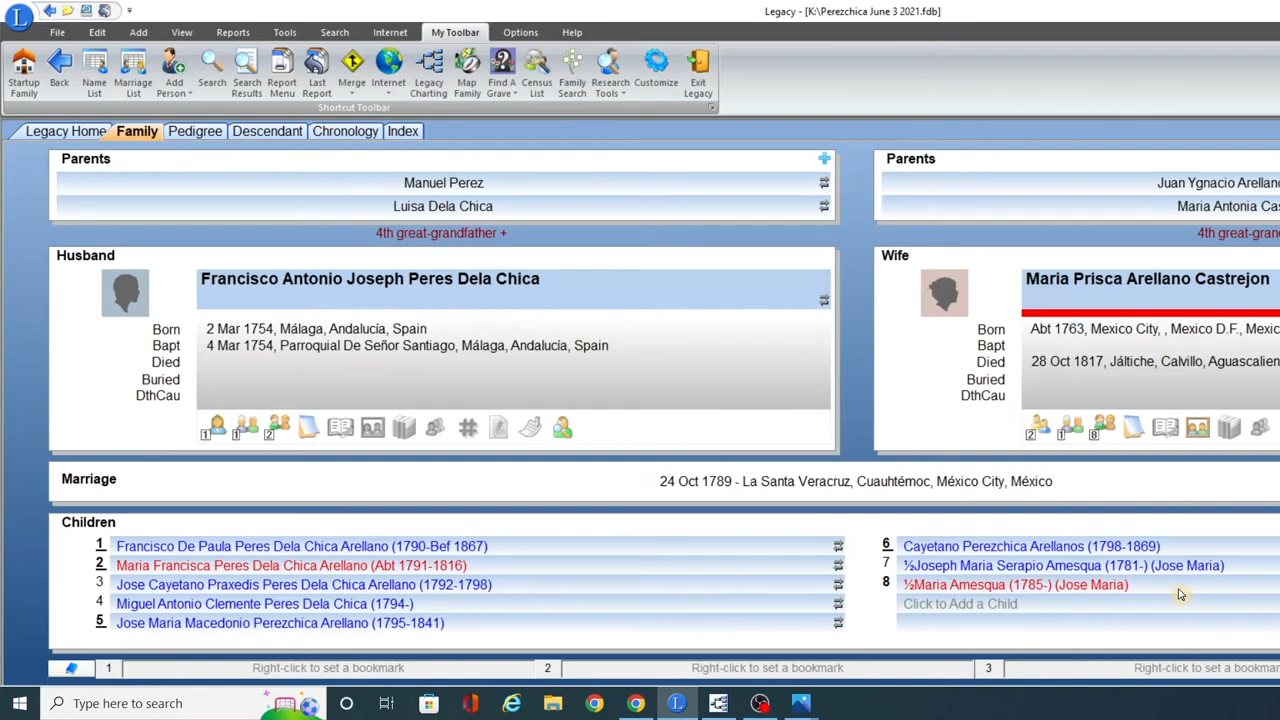 L
Legacy - [K:\Perezchica June 3 2021.fdb]
File Edit Add View Reports Tools Search Internet My Toolbar Options Help
Startup Family
Back
Name List
Marriage List
Add Person
Search
Search Results
Report Menu
Last Report
Merge
Internet
Legacy Charting
Map Family
Find A Grave
Census List
Family Search
Research Tools
Customize
Exit Legacy
Shortcut Toolbar
Legacy Home Family Pedigree Descendant Chronology Index
Parents
Manuel Perez
Luisa Dela Chica
4th great-grandfather +
Parents
Juan Ygnacio Arellano
Maria Antonia Cas
4th great-gran
Husband
Francisco Antonio Joseph Peres Dela Chica
Born 2 Mar 1754, Málaga, Andalucía, Spain
Bapt 4 Mar 1754, Parroquial De Señor Santiago, Málaga, Andalucía, Spain
Died
Buried
DthCau
1 1 2
Wife
Maria Prisca Arellano Castrejon
Born Abt 1763, Mexico City, , Mexico D.F., Mexic
Bapt
Died 28 Oct 1817, Jáltiche, Calvillo, Aguascalien
Buried
DthCau
2 1 8
Marriage 24 Oct 1789 - La Santa Veracruz, Cuauhtémoc, México City, México
Children
1 Francisco De Paula Peres Dela Chica Arellano (1790-Bef 1867)
2 Maria Francisca Peres Dela Chica Arellano (Abt 1791-1816)
3 Jose Cayetano Praxedis Peres Dela Chica Arellano (1792-1798)
4 Miguel Antonio Clemente Peres Dela Chica (1794-)
5 Jose Maria Macedonio Perezchica Arellano (1795-1841)
6 Cayetano Perezchica Arellanos (1798-1869)
7 ½Joseph Maria Serapio Amesqua (1781-) (Jose Maria)
8 ½Maria Amesqua (1785-) (Jose Maria)
Click to Add a Child
1 Right-click to set a bookmark 2 Right-click to set a bookmark 3 Right-click to set a
Type here to search